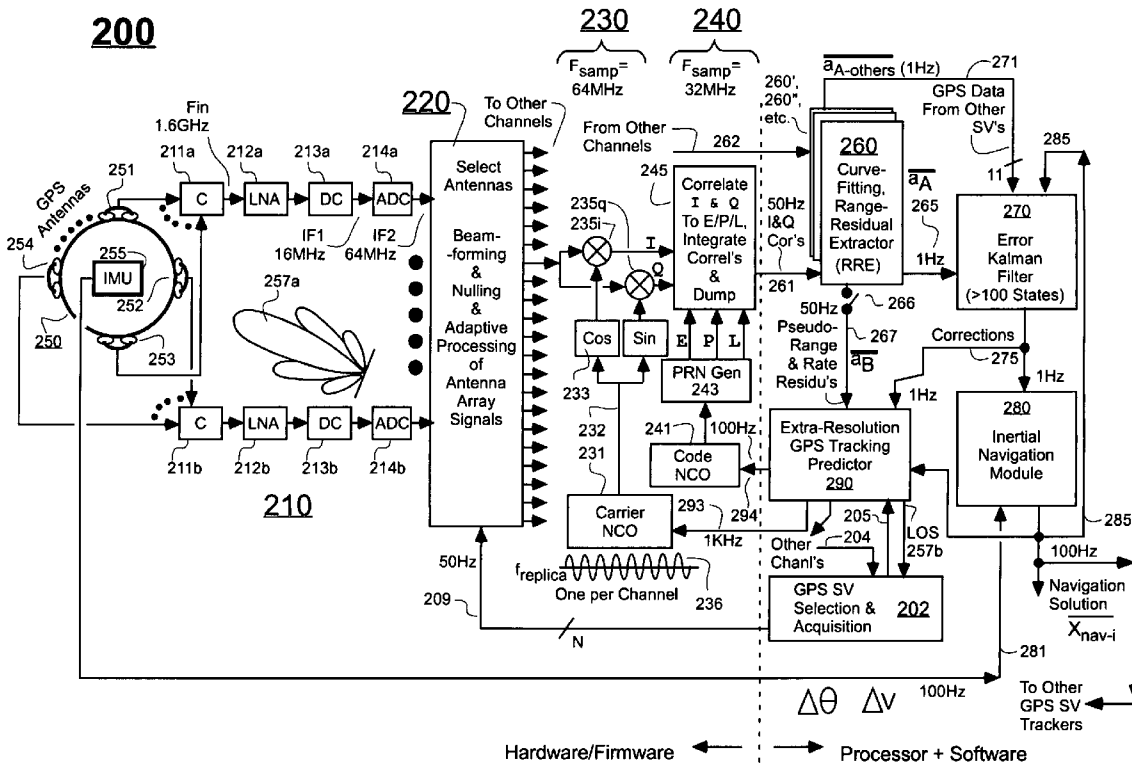 200
230
240
F_samp= 64MHz
F_samp= 32MHz
a_A-others (1Hz)
271
GPS Data From Other SV's
11
285
260', 260", etc.
220
To Other Channels
From Other Channels
262
Fin
1.6GHz
251
211a
212a
213a
214a
C
LNA
DC
ADC
IF1
16MHz
IF2
64MHz
GPS Antennas
254
255
IMU
252
250
253
257a
Select Antennas
Beam-
-forming
&
Nulling
&
Adaptive
Processing
of
Antenna
Array
Signals
235q
235i
I
Q
245
Correlate
I & Q
To E/P/L,
Integrate
Correl's
&
Dump
50Hz
I&Q
Cor's
261
260
Curve-
Fitting,
Range-
Residual
Extractor
(RRE)
a_A
265
1Hz
270
Error
Kalman
Filter
(>100 States)
266
50Hz
267
Pseudo-
Range
& Rate
Residu's
a_B
Corrections
275
1Hz
1Hz
Cos
Sin
233
232
231
E
P
L
PRN Gen
243
241
100Hz
Code
NCO
294
Extra-Resolution
GPS Tracking
Predictor
290
280
Inertial
Navigation
Module
285
C
LNA
DC
ADC
211b
212b
213b
214b
210
Carrier
NCO
293
1KHz
f_replica
One per Channel
236
50Hz
209
N
Other
Chanl's
204
205
LOS
257b
GPS SV
Selection &
Acquisition
202
100Hz
Navigation
Solution
X_nav-i
281
100Hz
Δθ Δv
To Other
GPS SV
Trackers
Hardware/Firmware
Processor + Software